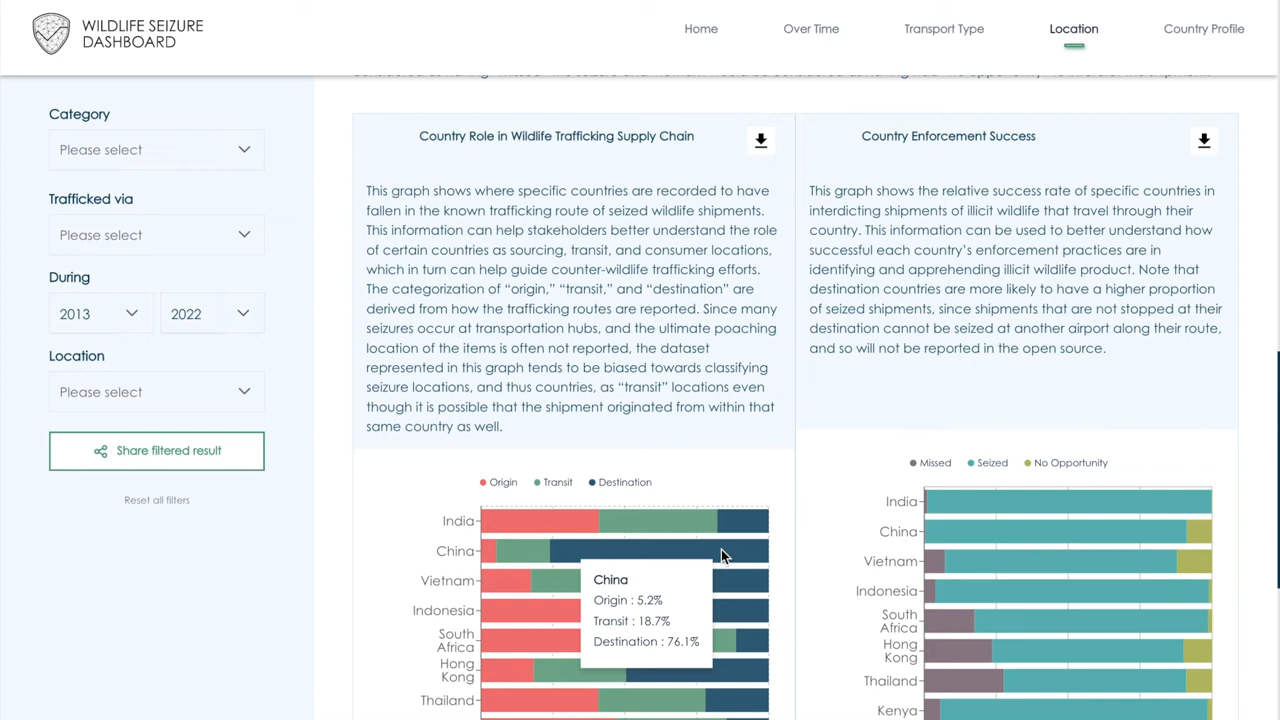 WILDLIFE SEIZURE
DASHBOARD
Home
Over Time
Transport Type
Location
Country Profile
Category
Please select
Trafficked via
Please select
During
2013
2022
Location
Please select
Share filtered result
Reset all filters
Country Role in Wildlife Trafficking Supply Chain
This graph shows where specific countries are recorded to have
fallen in the known trafficking route of seized wildlife shipments.
This information can help stakeholders better understand the role
of certain countries as sourcing, transit, and consumer locations,
which in turn can help guide counter-wildlife trafficking efforts.
The categorization of “origin,” “transit,” and “destination” are
derived from how the trafficking routes are reported. Since many
seizures occur at transportation hubs, and the ultimate poaching
location of the items is often not reported, the dataset
represented in this graph tends to be biased towards classifying
seizure locations, and thus countries, as “transit” locations even
though it is possible that the shipment originated from within that
same country as well.
Origin
Transit
Destination
India
China
Vietnam
Indonesia
South
Africa
Hong
Kong
Thailand
China
Origin : 5.2%
Transit : 18.7%
Destination : 76.1%
Country Enforcement Success
This graph shows the relative success rate of specific countries in
interdicting shipments of illicit wildlife that travel through their
country. This information can be used to better understand how
successful each country’s enforcement practices are in
identifying and apprehending illicit wildlife product. Note that
destination countries are more likely to have a higher proportion
of seized shipments, since shipments that are not stopped at their
destination cannot be seized at another airport along their route,
and so will not be reported in the open source.
Missed
Seized
No Opportunity
India
China
Vietnam
Indonesia
South
Africa
Hong
Kong
Thailand
Kenya